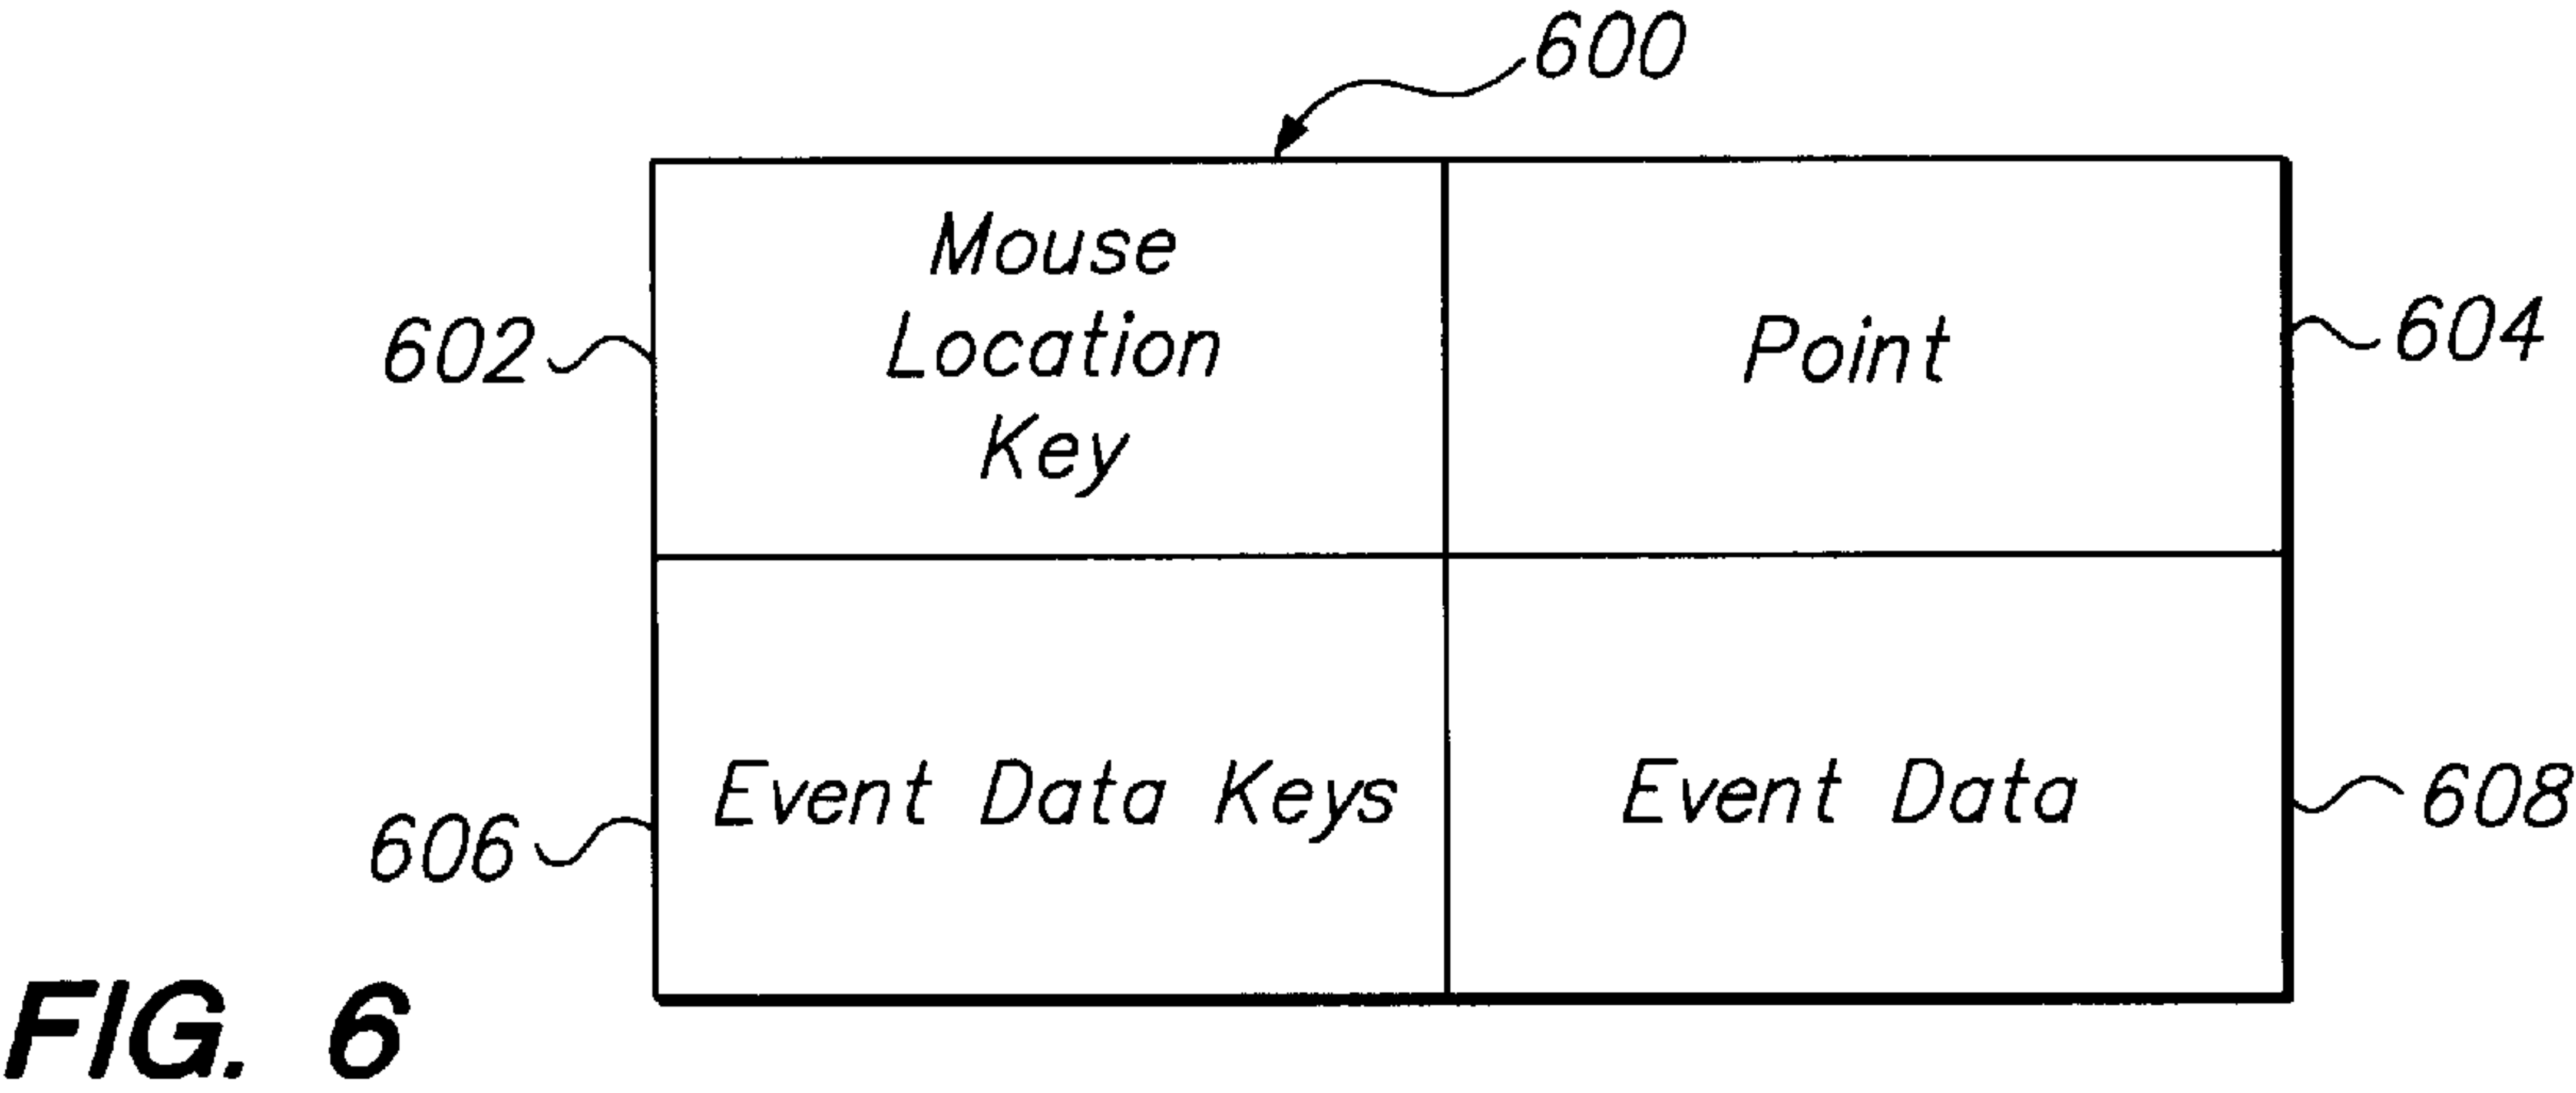 600
Mouse
Location
Key
602
Point
604
Event Data Keys
606
Event Data
608
FIG. 6